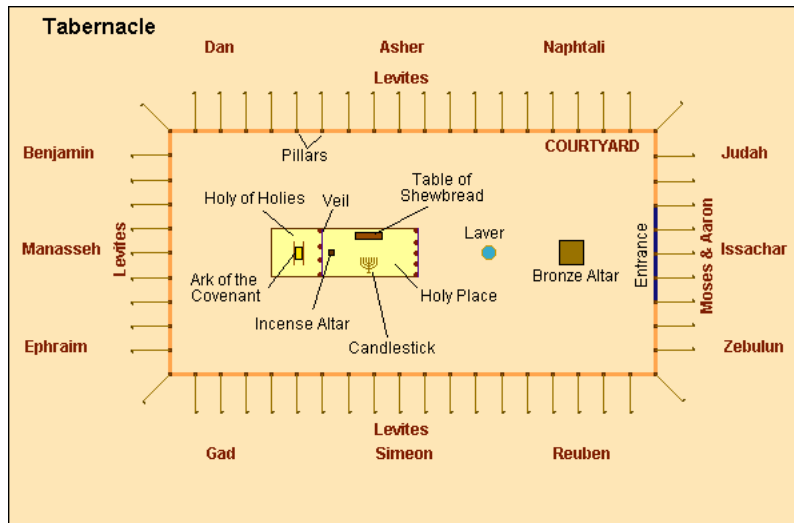 Tabernacle
Dan
Asher
Naphtali
Levites
COURTYARD
Benjamin
Pillars
Judah
Table of
Shewbread
Holy of Holies
Veil
Laver
Manasseh
Levites
Entrance
Moses & Aaron
Issachar
Ark of the
Covenant
Bronze Altar
Holy Place
Incense Altar
Candlestick
Ephraim
Zebulun
Levites
Gad
Simeon
Reuben